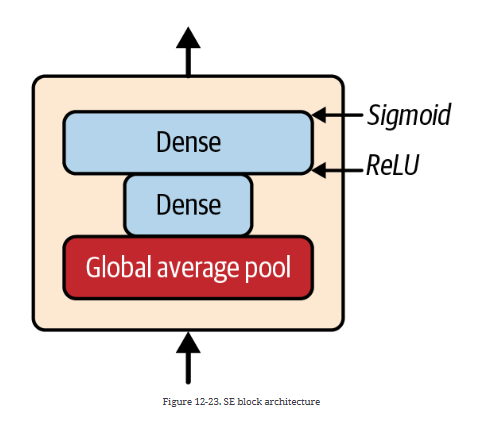 Dense
Sigmoid
ReLU
Dense
Global average pool
Figure 12-23. SE block architecture